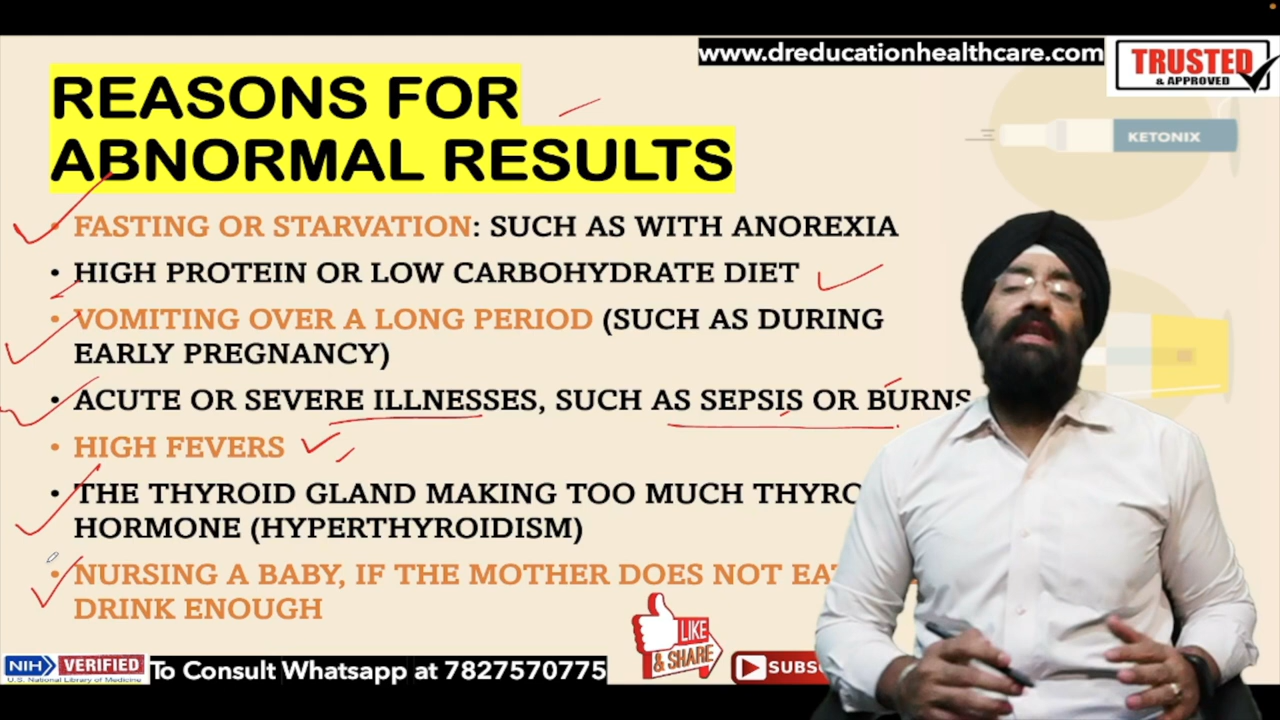 www.dreducationhealthcare.com
TRUSTED
& APPROVED
REASONS FOR
ABNORMAL RESULTS
KETONIX
• FASTING OR STARVATION: SUCH AS WITH ANOREXIA
• HIGH PROTEIN OR LOW CARBOHYDRATE DIET
• VOMITING OVER A LONG PERIOD (SUCH AS DURING
EARLY PREGNANCY)
• ACUTE OR SEVERE ILLNESSES, SUCH AS SEPSIS OR BURNS
• HIGH FEVERS
• THE THYROID GLAND MAKING TOO MUCH THYRO
HORMONE (HYPERTHYROIDISM)
• NURSING A BABY, IF THE MOTHER DOES NOT EAT
DRINK ENOUGH
LIKE
& SHARE
NIH VERIFIED
U.S. National Library of Medicine
To Consult Whatsapp at 7827570775
SUBS